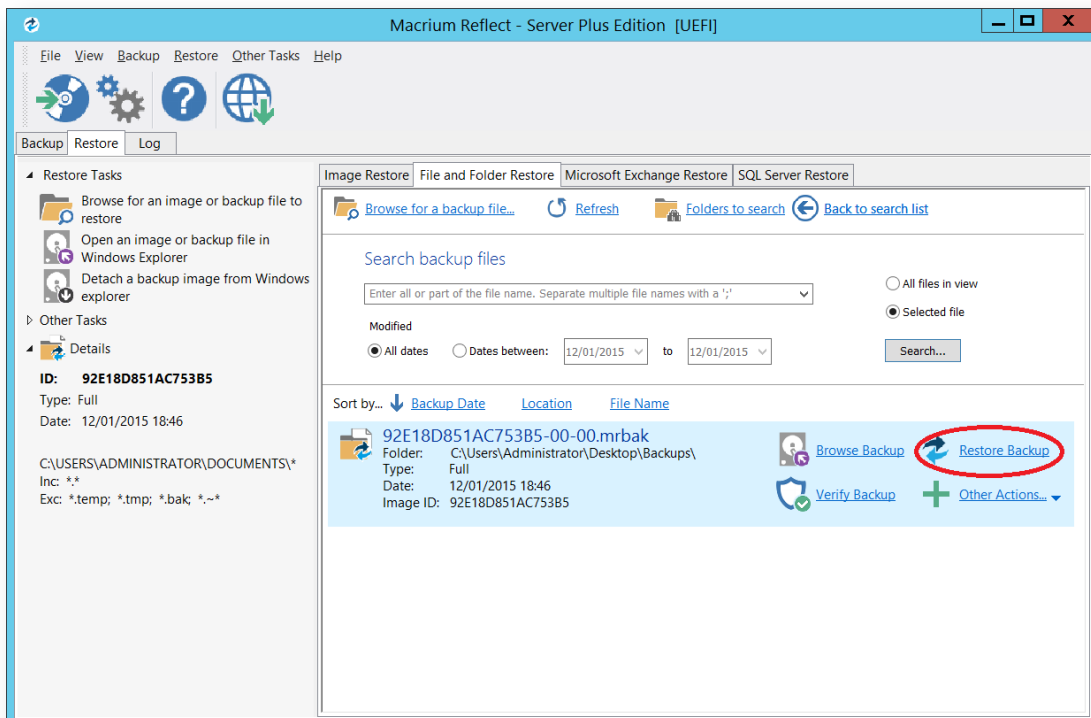 Macrium Reflect - Server Plus Edition [UEFI]
File View Backup Restore Other Tasks Help
Backup Restore Log
Restore Tasks
Browse for an image or backup file to
restore
Open an image or backup file in
Windows Explorer
Detach a backup image from Windows
explorer
Other Tasks
Details
ID: 92E18D851AC753B5
Type: Full
Date: 12/01/2015 18:46
C:\USERS\ADMINISTRATOR\DOCUMENTS\*
Inc: *.*
Exc: *.temp; *.tmp; *.bak; *.~*
Image Restore File and Folder Restore Microsoft Exchange Restore SQL Server Restore
Browse for a backup file... Refresh Folders to search Back to search list
Search backup files
Enter all or part of the file name. Separate multiple file names with a ';'
All files in view
Selected file
Modified
All dates Dates between: 12/01/2015 to 12/01/2015 Search...
Sort by... Backup Date Location File Name
92E18D851AC753B5-00-00.mrbak
Folder: C:\Users\Administrator\Desktop\Backups\
Type: Full
Date: 12/01/2015 18:46
Image ID: 92E18D851AC753B5
Browse Backup Restore Backup
Verify Backup Other Actions...